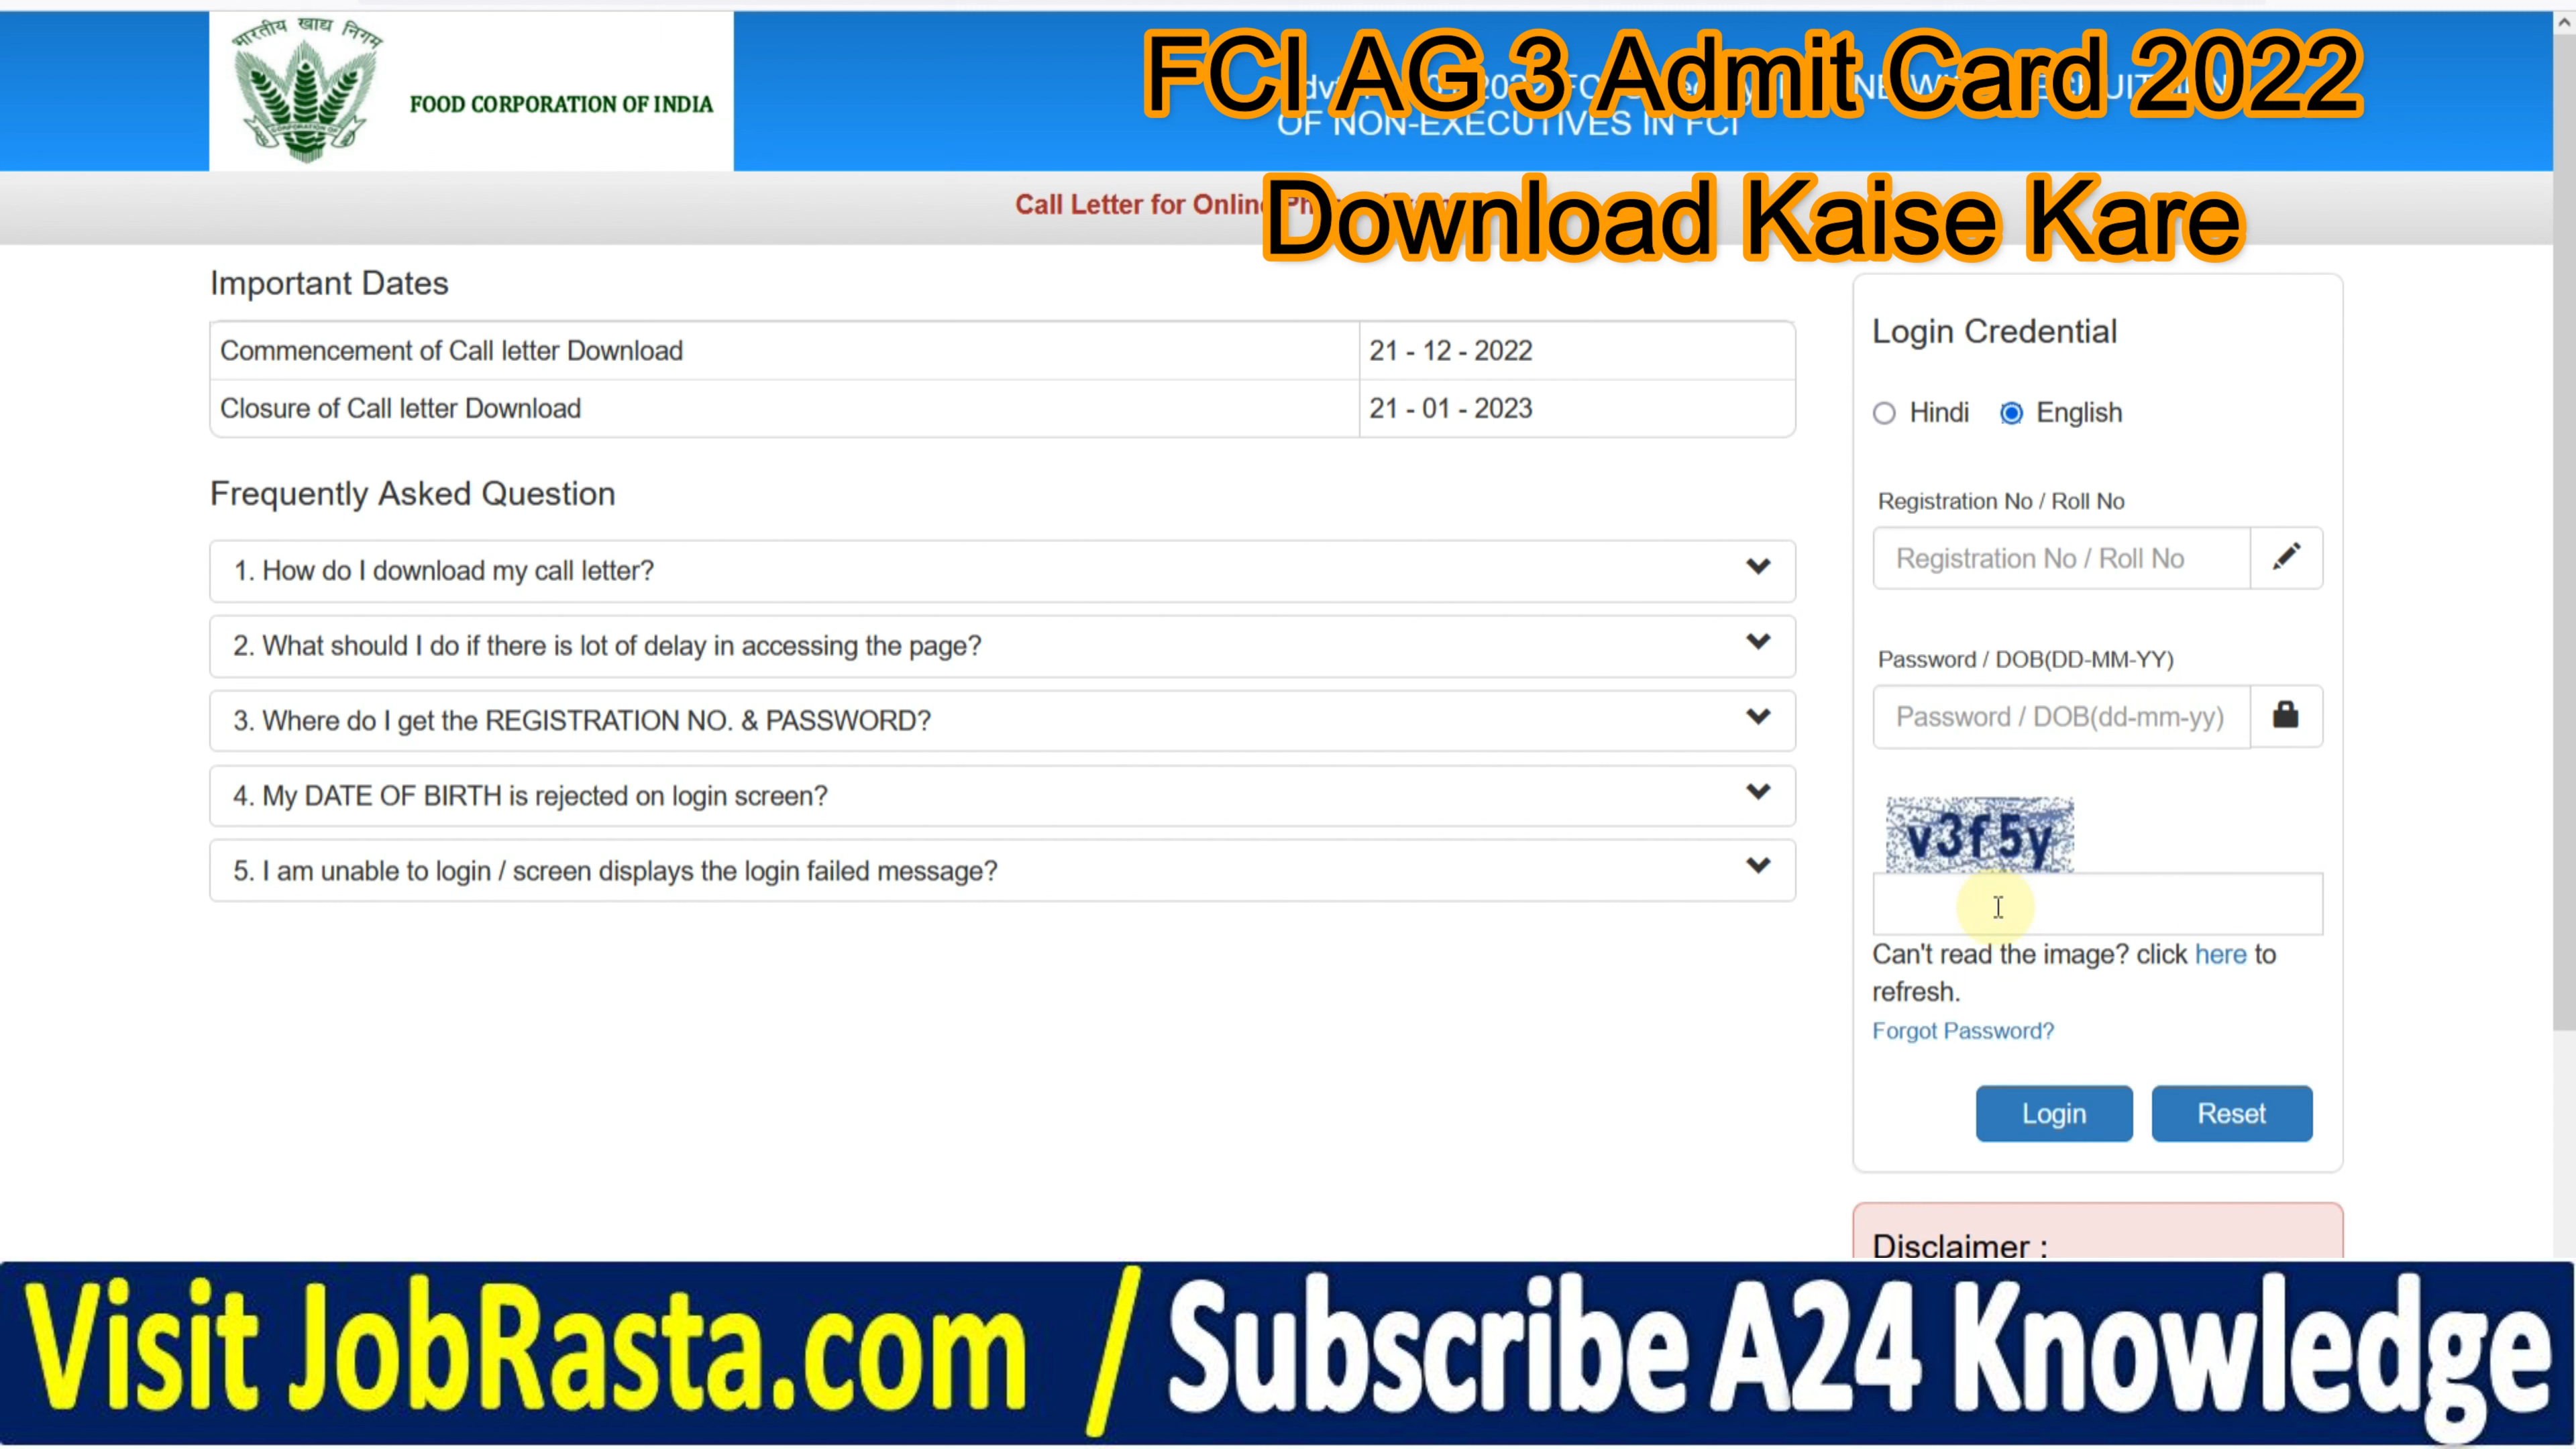 भारतीय खाद्य निगम
FOOD CORPORATION OF INDIA
FCI AG 3 Admit Card 2022
OF NON-EXECUTIVES IN FCI
Download Kaise Kare
Call Letter for Online
Important Dates
Commencement of Call letter Download 21 - 12 - 2022
Closure of Call letter Download 21 - 01 - 2023
Frequently Asked Question
1. How do I download my call letter?
2. What should I do if there is lot of delay in accessing the page?
3. Where do I get the REGISTRATION NO. & PASSWORD?
4. My DATE OF BIRTH is rejected on login screen?
5. I am unable to login / screen displays the login failed message?
Login Credential
Hindi English
Registration No / Roll No
Registration No / Roll No
Password / DOB(DD-MM-YY)
Password / DOB(dd-mm-yy)
v3f5y
Can't read the image? click here to
refresh.
Forgot Password?
Login Reset
Disclaimer :
Visit JobRasta.com / Subscribe A24 Knowledge